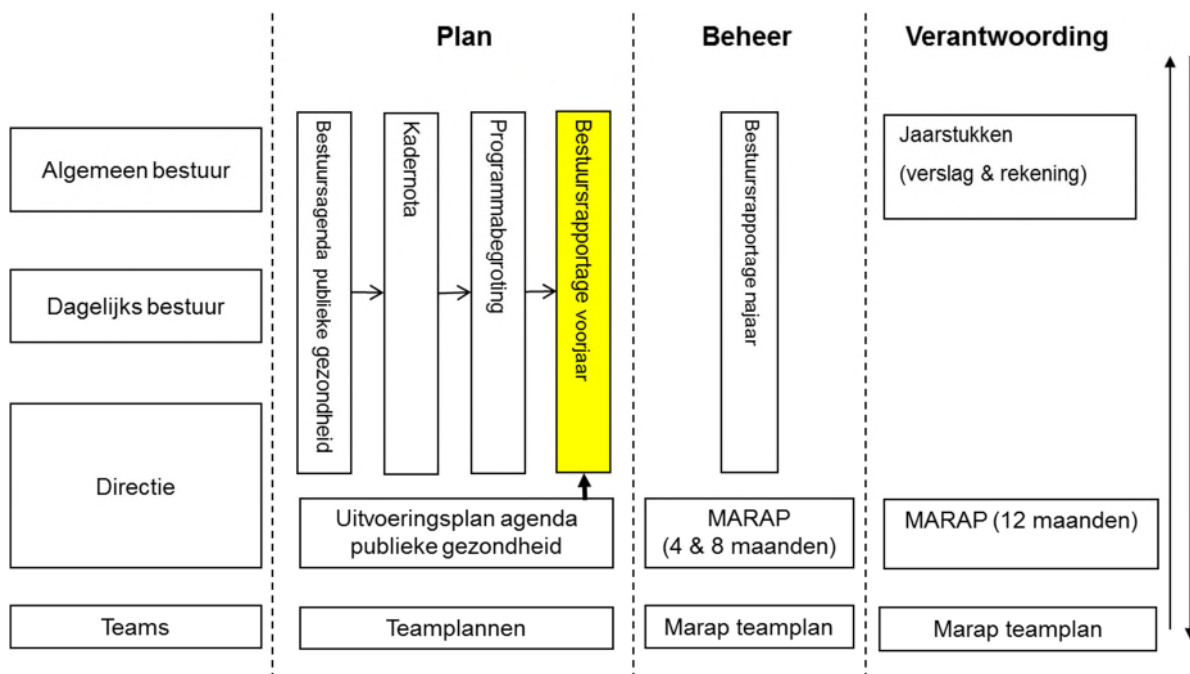 Plan
Beheer
Verantwoording
Algemeen bestuur
Dagelijks bestuur
Directie
Teams
Bestuursagenda publieke gezondheid
Kadernota
Programmabegroting
Bestuursrapportage voorjaar
Uitvoeringsplan agenda
publieke gezondheid
Teamplannen
Bestuursrapportage najaar
MARAP
(4 & 8 maanden)
Marap teamplan
Jaarstukken
(verslag & rekening)
MARAP (12 maanden)
Marap teamplan